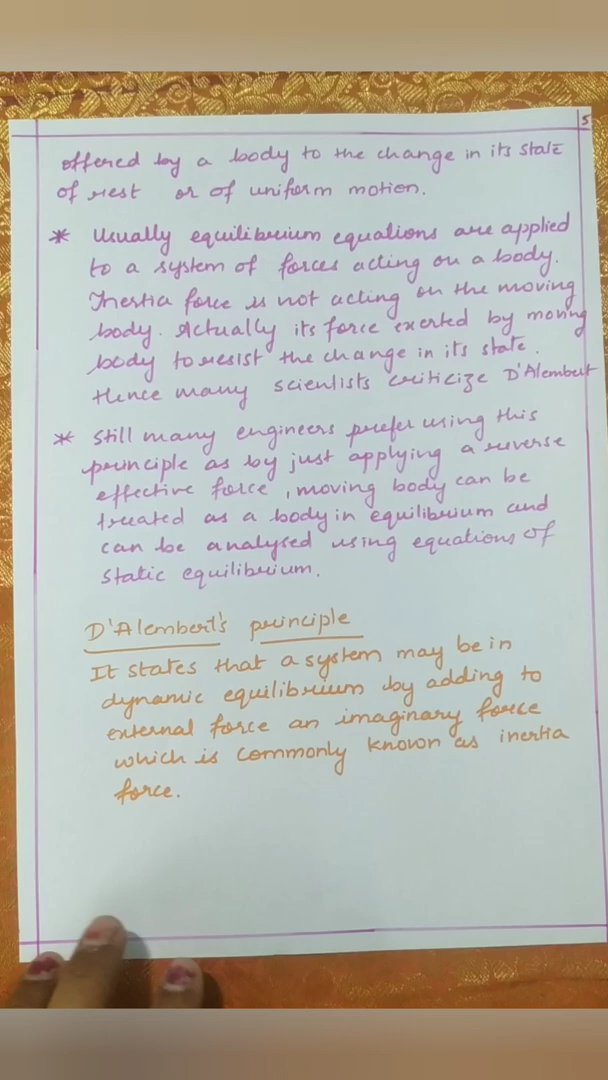 5
offered by a body to the change in its state
of rest or of uniform motion.
* Usually equilibrium equations are applied
to a system of forces acting on a body.
Inertia force is not acting on the moving
body. Actually its force exerted by moving
body to resist the change in its state.
Hence many scientists criticize D'Alembert
* Still many engineers prefer using this
principle as by just applying a reverse
effective force, moving body can be
treated as a body in equilibrium and
can be analysed using equations of
static equilibrium.
D'Alembert's principle
It states that a system may be in
dynamic equilibrium by adding to
external force an imaginary force
which is commonly known as inertia
force.